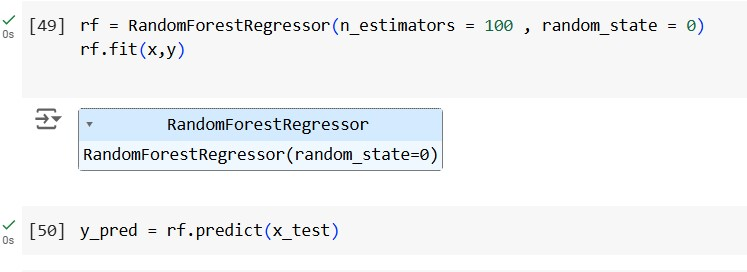 [49] rf = RandomForestRegressor(n_estimators = 100 , random_state = 0)
rf.fit(x,y)
0s
RandomForestRegressor
RandomForestRegressor(random_state=0)
[50] y_pred = rf.predict(x_test)
0s